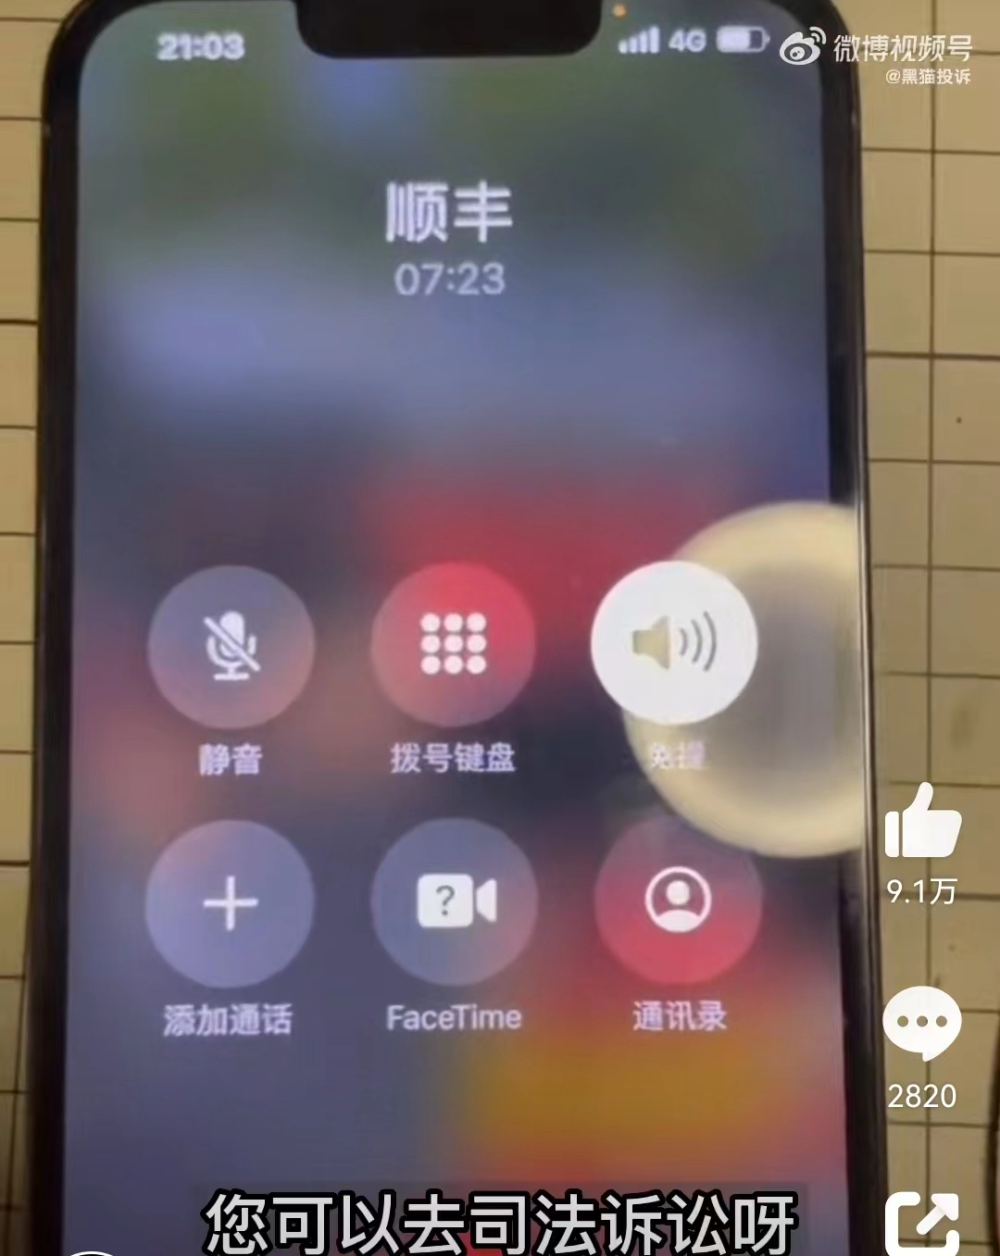 21:03
4G
微博视频号
@黑猫投诉
顺丰
07:23
静音
拨号键盘
免提
添加通话
FaceTime
通讯录
9.1万
2820
您可以去司法诉讼呀